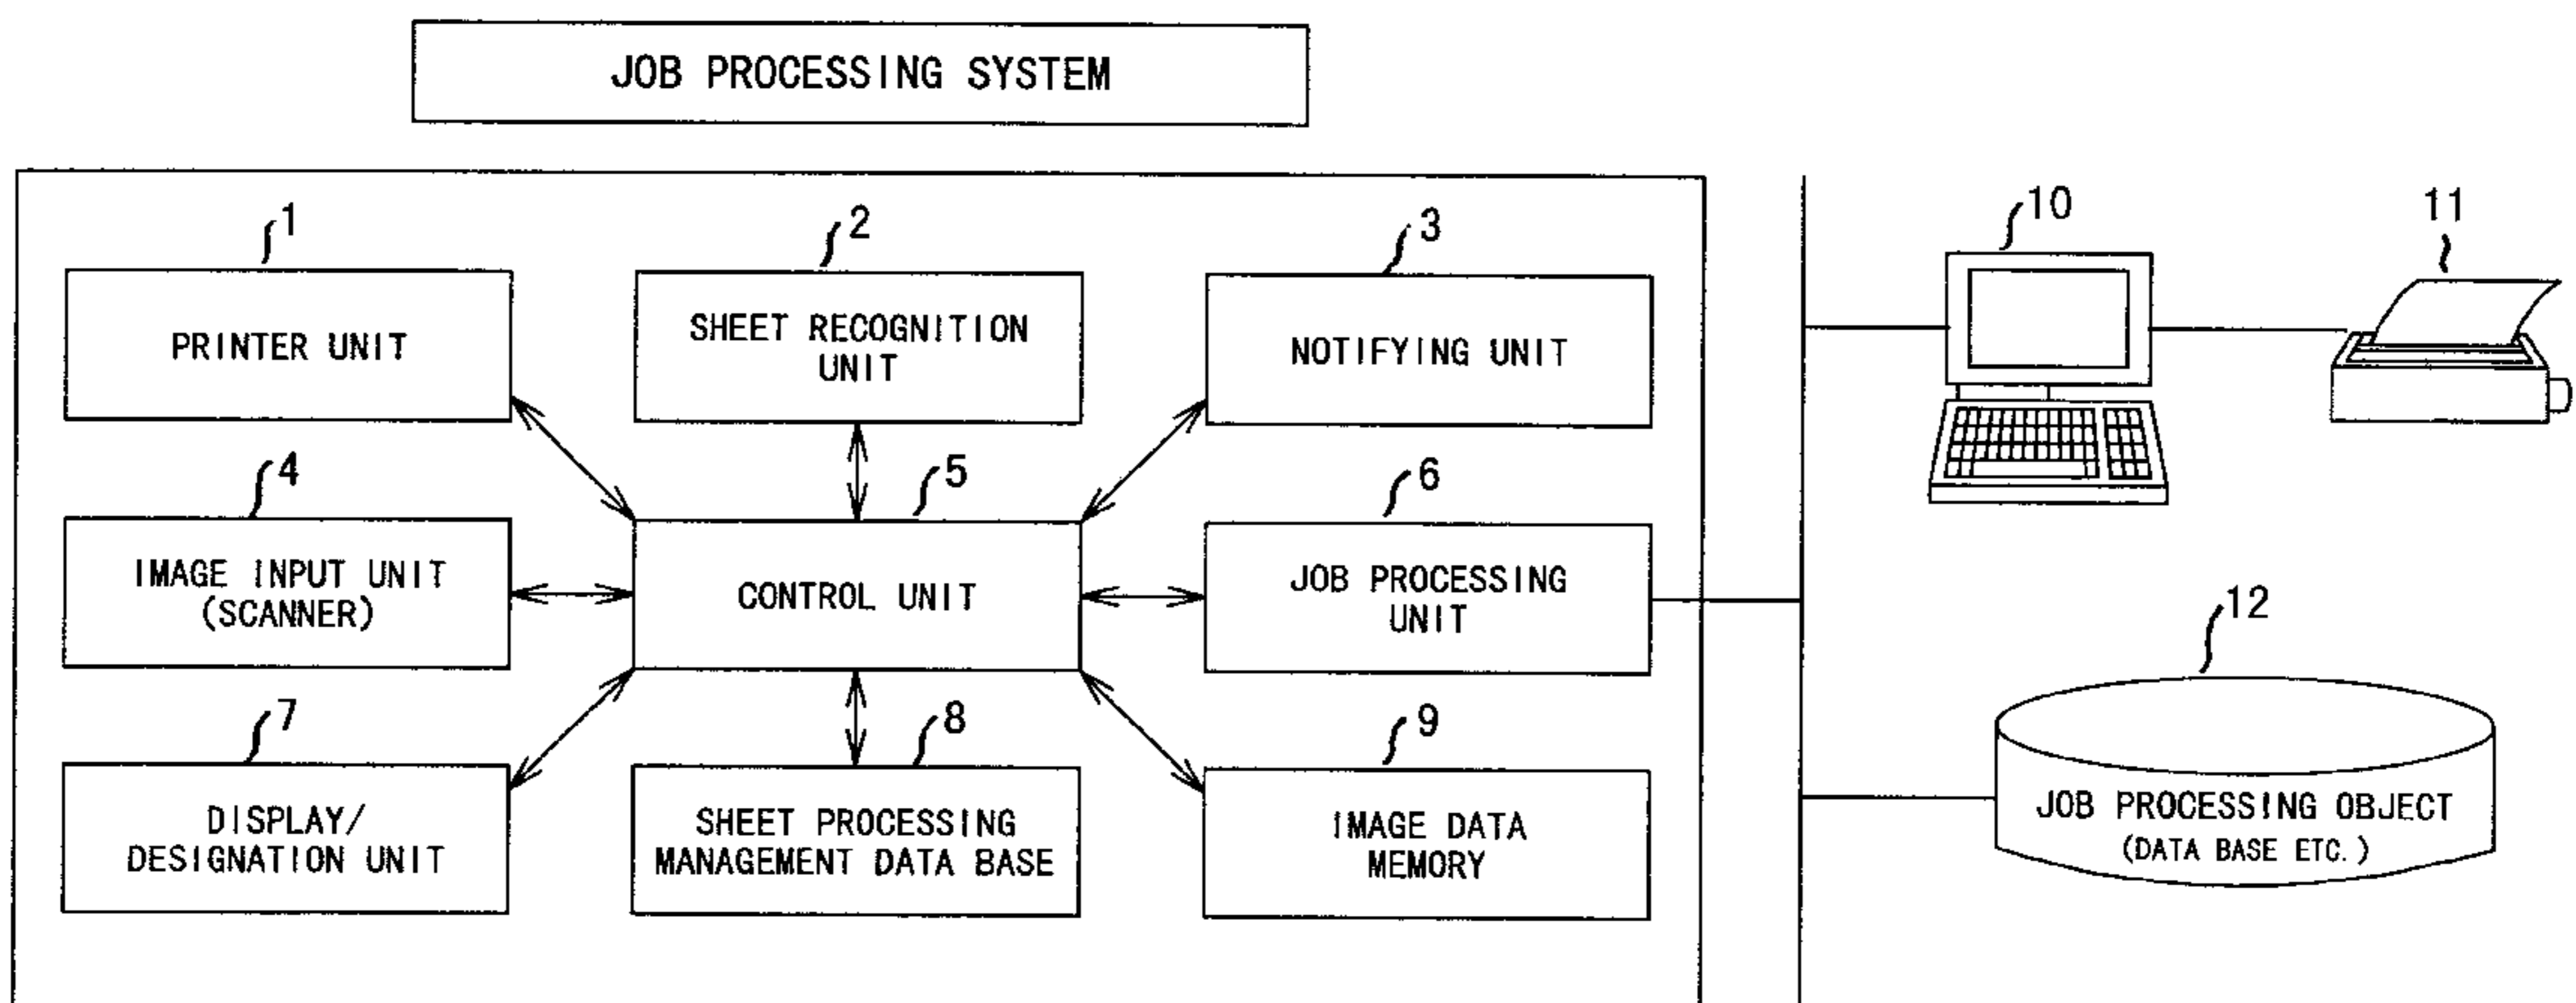 JOB PROCESSING SYSTEM
1
2
3
10
11
PRINTER UNIT
SHEET RECOGNITION
UNIT
NOTIFYING UNIT
4
5
6
IMAGE INPUT UNIT
(SCANNER)
CONTROL UNIT
JOB PROCESSING
UNIT
12
7
8
9
DISPLAY/
DESIGNATION UNIT
SHEET PROCESSING
MANAGEMENT DATA BASE
IMAGE DATA
MEMORY
JOB PROCESSING OBJECT
(DATA BASE ETC.)